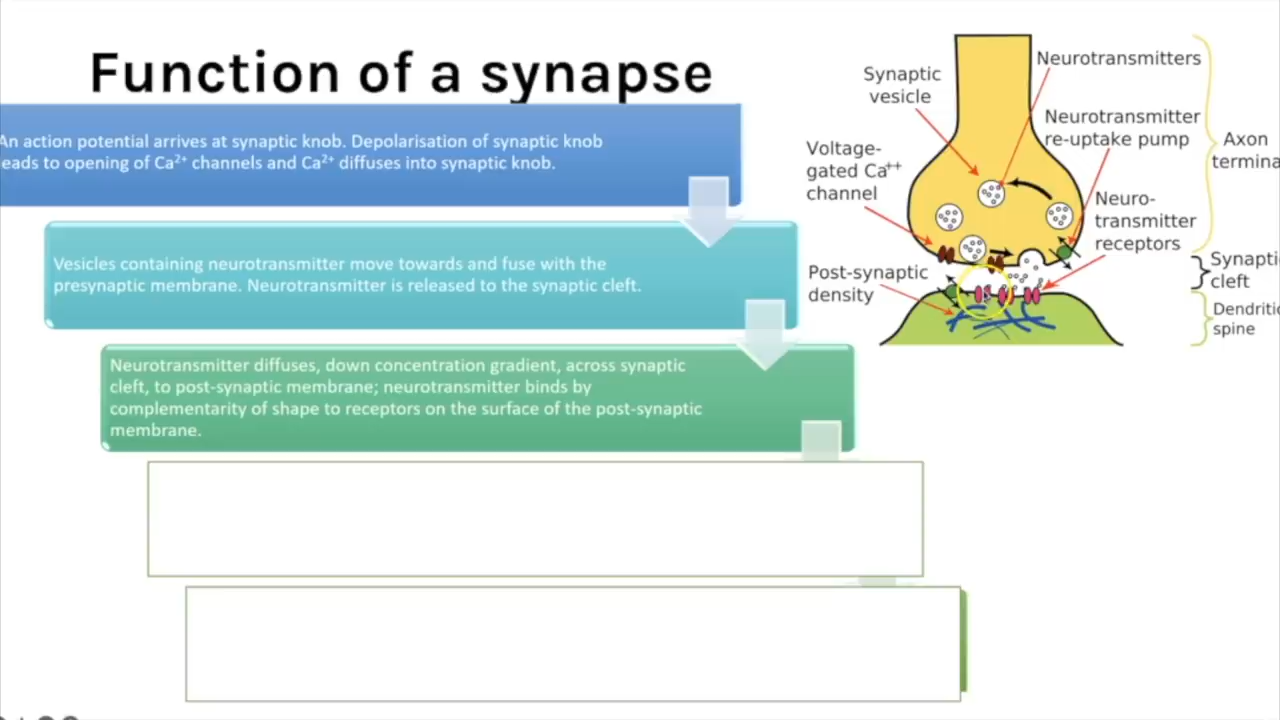 Function of a synapse
An action potential arrives at synaptic knob. Depolarisation of synaptic knob
leads to opening of Ca²⁺ channels and Ca²⁺ diffuses into synaptic knob.
Vesicles containing neurotransmitter move towards and fuse with the
presynaptic membrane. Neurotransmitter is released to the synaptic cleft.
Neurotransmitter diffuses, down concentration gradient, across synaptic
cleft, to post-synaptic membrane; neurotransmitter binds by
complementarity of shape to receptors on the surface of the post-synaptic
membrane.
Neurotransmitters
Synaptic
vesicle
Neurotransmitter
re-uptake pump
Axon
termina
Voltage-
gated Ca⁺⁺
channel
Neuro-
transmitter
receptors
Synapti
cleft
Post-synaptic
density
Dendriti
spine